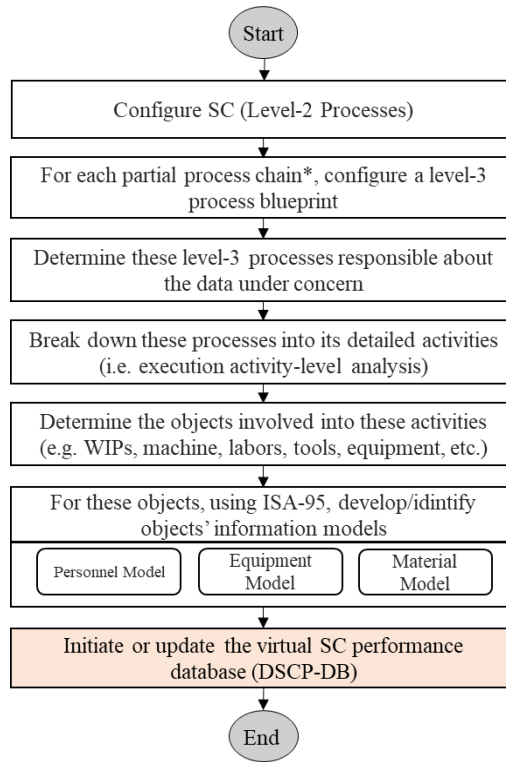 Start
Configure SC (Level-2 Processes)
For each partial process chain*, configure a level-3
process blueprint
Determine these level-3 processes responsible about
the data under concern
Break down these processes into its detailed activities
(i.e. execution activity-level analysis)
Determine the objects involved into these activities
(e.g. WIPs, machine, labors, tools, equipment, etc.)
For these objects, using ISA-95, develop/idintify
objects' information models
Personnel Model
Equipment
Model
Material
Model
Initiate or update the virtual SC performance
database (DSCP-DB)
End